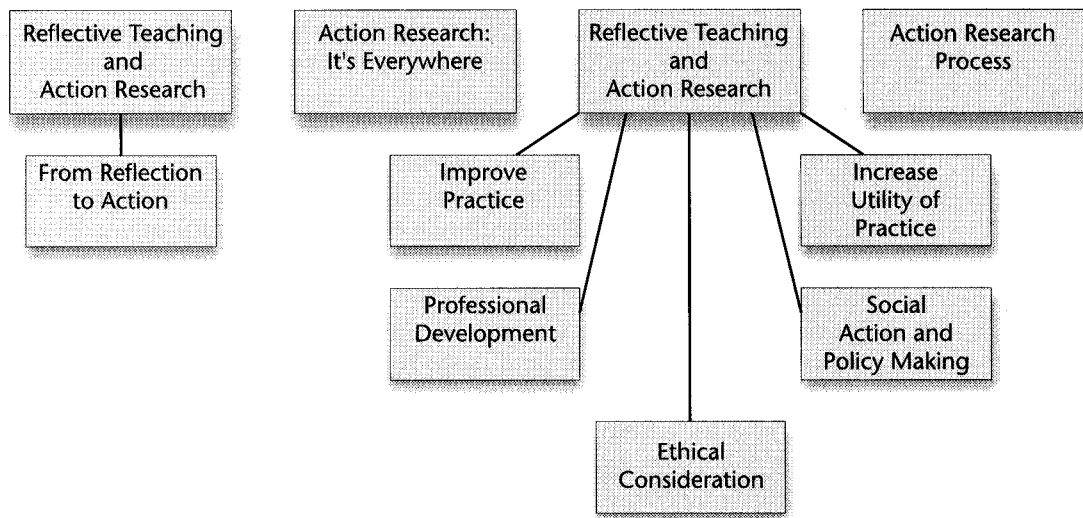 Reflective Teaching
and
Action Research
Action Research:
It's Everywhere
Reflective Teaching
and
Action Research
Action Research
Process
From Reflection
to Action
Improve
Practice
Increase
Utility of
Practice
Professional
Development
Social
Action and
Policy Making
Ethical
Consideration